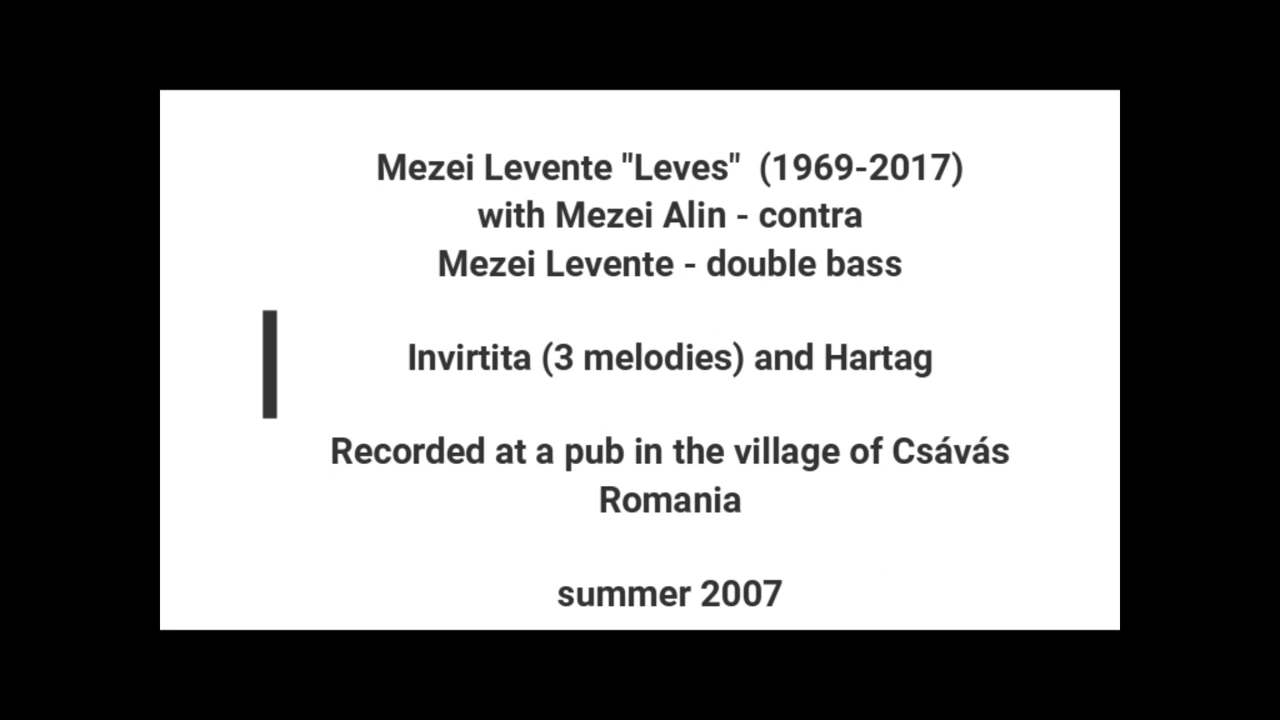 Mezei Levente "Leves" (1969-2017)
with Mezei Alin - contra
Mezei Levente - double bass
Invirtita (3 melodies) and Hartag
Recorded at a pub in the village of Csávás
Romania
summer 2007